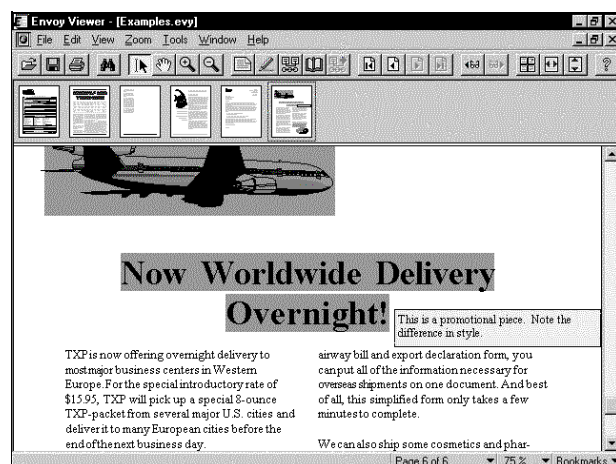 Envoy Viewer - [Examples.evy]
File Edit View Zoom Tools Window Help
Now Worldwide Delivery
Overnight!
This is a promotional piece. Note the
difference in style.
TXP is now offering overnight delivery to
most major business centers in Western
Europe. For the special introductory rate of
$15.95, TXP will pick up a special 8-ounce
TXP-packet from several major U.S. cities and
deliver it to many European cities before the
end of the next business day.
airway bill and export declaration form, you
can put all of the information necessary for
overseas shipments on one document. And best
of all, this simplified form only takes a few
minutes to complete.
We can also ship some cosmetics and phar-
Page 6 of 6 75 % Bookmarks